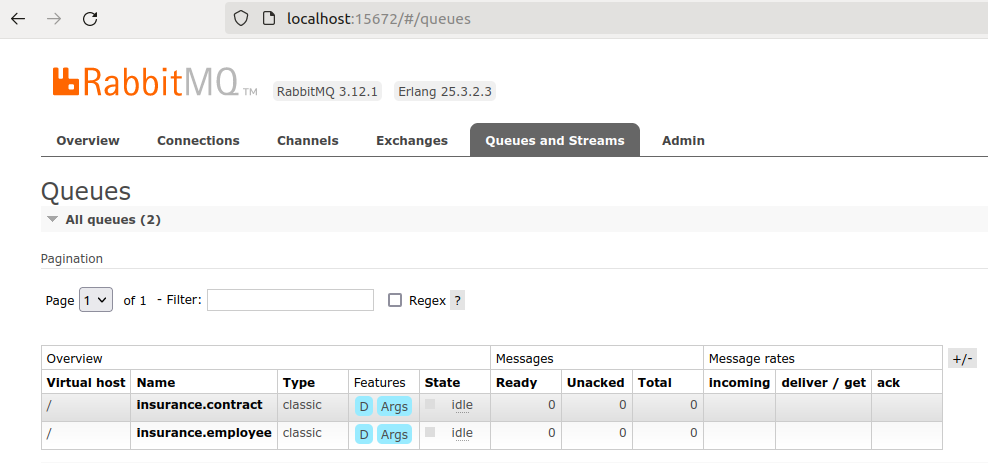 localhost:15672/#/queues
RabbitMQ TM RabbitMQ 3.12.1 Erlang 25.3.2.3
Overview Connections Channels Exchanges Queues and Streams Admin
Queues
All queues (2)
Pagination
Page 1 of 1 - Filter: Regex ?
Overview Messages Message rates +/-
Virtual host Name Type Features State Ready Unacked Total incoming deliver / get ack
/ insurance.contract classic D Args idle 0 0 0
/ insurance.employee classic D Args idle 0 0 0